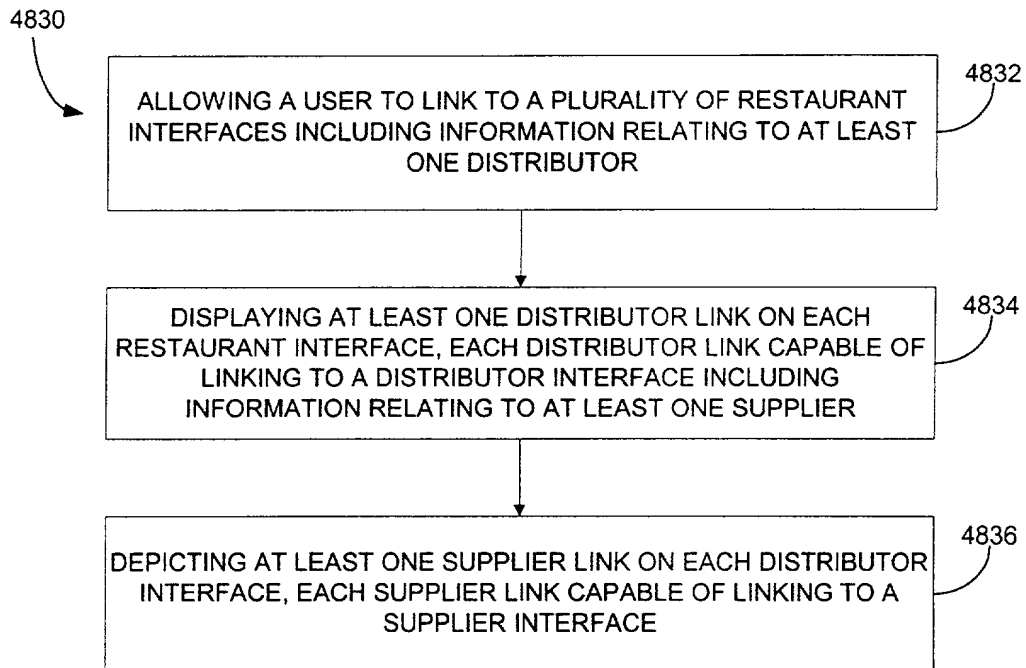 4830
ALLOWING A USER TO LINK TO A PLURALITY OF RESTAURANT
INTERFACES INCLUDING INFORMATION RELATING TO AT LEAST
ONE DISTRIBUTOR
4832
DISPLAYING AT LEAST ONE DISTRIBUTOR LINK ON EACH
RESTAURANT INTERFACE, EACH DISTRIBUTOR LINK CAPABLE OF
LINKING TO A DISTRIBUTOR INTERFACE INCLUDING
INFORMATION RELATING TO AT LEAST ONE SUPPLIER
4834
DEPICTING AT LEAST ONE SUPPLIER LINK ON EACH DISTRIBUTOR
INTERFACE, EACH SUPPLIER LINK CAPABLE OF LINKING TO A
SUPPLIER INTERFACE
4836